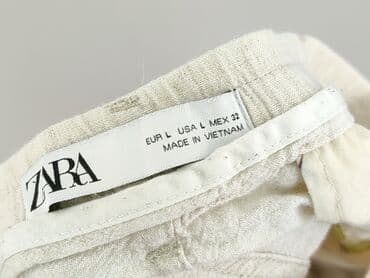 ZARA
EUR L USA L MEX 32
MADE IN VIETNAM